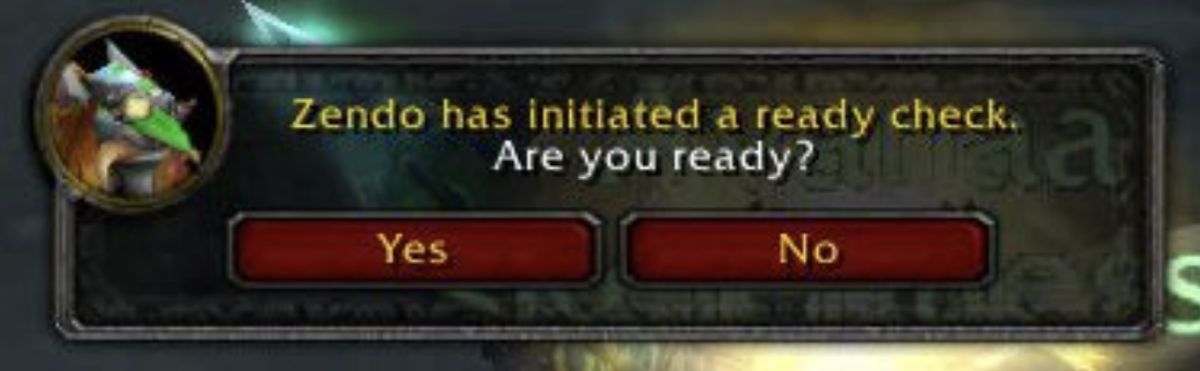 Zendo has initiated a ready check.
Are you ready?
Yes
No